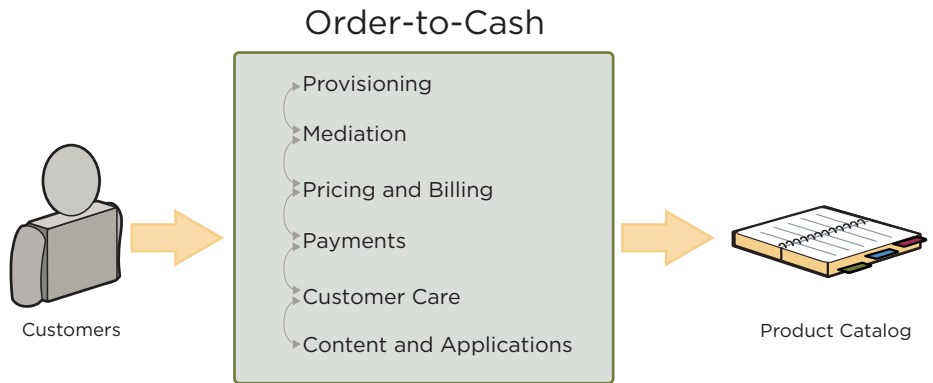 Order-to-Cash
Provisioning
Mediation
Pricing and Billing
Payments
Customer Care
Content and Applications
Customers
Product Catalog